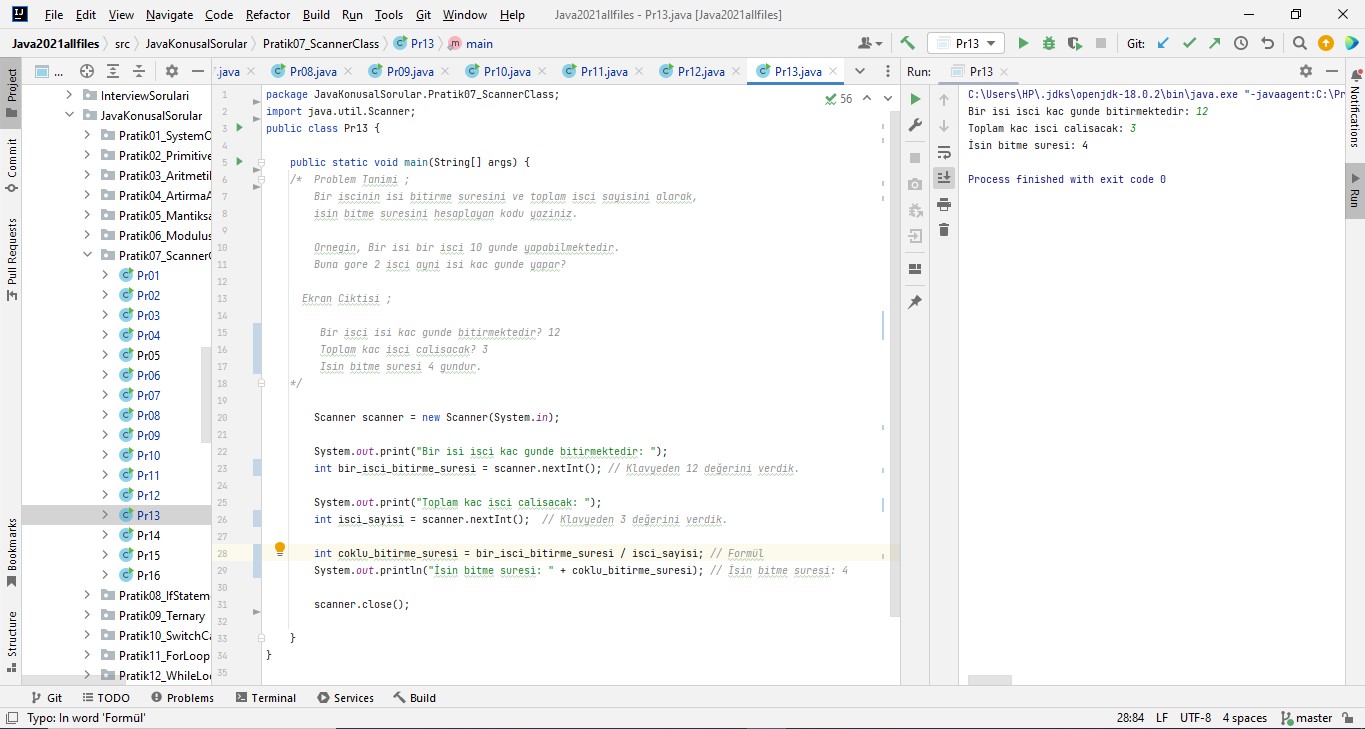 File Edit View Navigate Code Refactor Build Run Tools Git Window Help Java2021allfiles - Pr13.java [Java2021allfiles]
Java2021allfiles src JavaKonusalSorular Pratik07_ScannerClass Pr13 main Pr13 Git:
... .java Pr08.java Pr09.java Pr10.java Pr11.java Pr12.java Pr13.java Run: Pr13
Project
Commit
Pull Requests
Bookmarks
Structure
InterviewSorulari
JavaKonusalSorular
Pratik01_SystemO
Pratik02_Primitive
Pratik03_Aritmeti
Pratik04_ArtirmaA
Pratik05_Mantiksa
Pratik06_Modulus
Pratik07_Scanner
Pr01
Pr02
Pr03
Pr04
Pr05
Pr06
Pr07
Pr08
Pr09
Pr10
Pr11
Pr12
Pr13
Pr14
Pr15
Pr16
Pratik08_IfStatem
Pratik09_Ternary
Pratik10_SwitchCa
Pratik11_ForLoop
Pratik12_WhileLo
56
1 package JavaKonusalSorular.Pratik07_ScannerClass;
2 import java.util.Scanner;
3 public class Pr13 {
4
5 public static void main(String[] args) {
6 /* Problem Tanimi ;
7 Bir iscinin isi bitirme suresini ve toplam isci sayisini alarak,
8 isin bitme suresini hesaplayan kodu yaziniz.
9
10 Ornegin, Bir isi bir isci 10 gunde yapabilmektedir.
11 Buna gore 2 isci ayni isi kac gunde yapar?
12
13 Ekran Ciktisi ;
14
15 Bir isci isi kac gunde bitirmektedir? 12
16 Toplam kac isci calisacak? 3
17 Isin bitme suresi 4 gundur.
18 */
19
20 Scanner scanner = new Scanner(System.in);
21
22 System.out.print("Bir isi isci kac gunde bitirmektedir: ");
23 int bir_isci_bitirme_suresi = scanner.nextInt(); // Klavyeden 12 değerini verdik.
24
25 System.out.print("Toplam kac isci calisacak: ");
26 int isci_sayisi = scanner.nextInt(); // Klavyeden 3 değerini verdik.
27
28 int coklu_bitirme_suresi = bir_isci_bitirme_suresi / isci_sayisi; // Formül
29 System.out.println("İsin bitme suresi: " + coklu_bitirme_suresi); // İsin bitme suresi: 4
30
31 scanner.close();
32
33 }
34 }
35
C:\Users\HP\.jdks\openjdk-18.0.2\bin\java.exe "-javaagent:C:\Pr
Bir isi isci kac gunde bitirmektedir: 12
Toplam kac isci calisacak: 3
İsin bitme suresi: 4
Process finished with exit code 0
Notifications
Run
Git TODO Problems Terminal Services Build
Typo: In word 'Formül' 28:84 LF UTF-8 4 spaces master